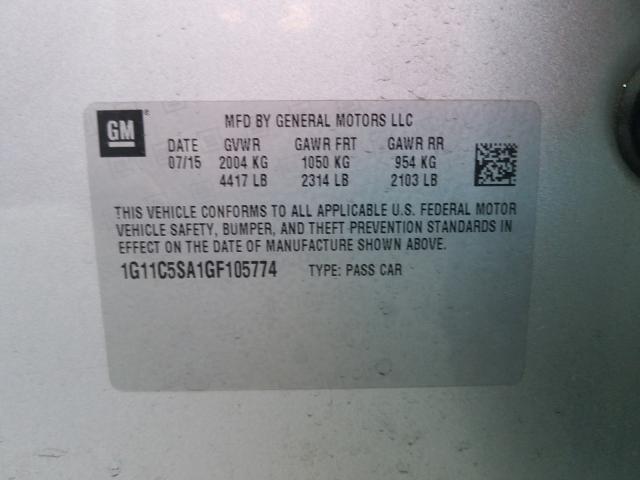 GM®
MFD BY GENERAL MOTORS LLC
DATE GVWR GAWR FRT GAWR RR
07/15 2004 KG 1050 KG 954 KG
4417 LB 2314 LB 2103 LB
THIS VEHICLE CONFORMS TO ALL APPLICABLE U.S. FEDERAL MOTOR
VEHICLE SAFETY, BUMPER, AND THEFT PREVENTION STANDARDS IN
EFFECT ON THE DATE OF MANUFACTURE SHOWN ABOVE.
1G11C5SA1GF105774 TYPE: PASS CAR